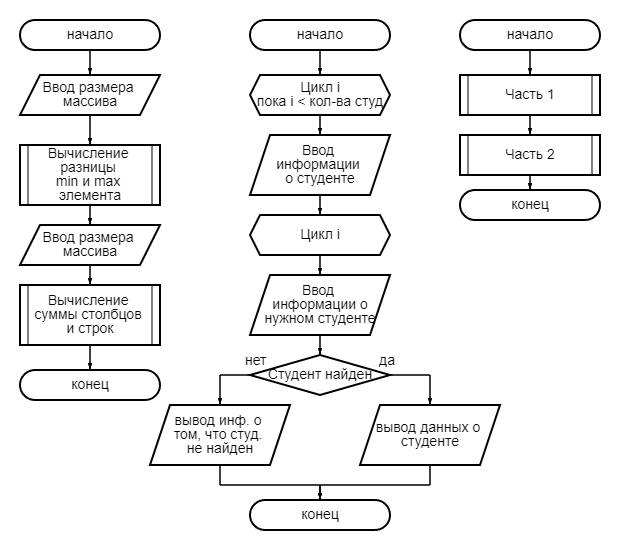 начало
Ввод размера
массива
Вычисление
разницы
min и max
элемента
Ввод размера
массива
Вычисление
суммы столбцов
и строк
конец
начало
Цикл i
пока i < кол-ва студ.
Ввод
информации
о студенте
Цикл i
Ввод
информации о
нужном студенте
нет
да
Студент найден
вывод инф. о
том, что студ.
не найден
вывод данных о
студенте
конец
начало
Часть 1
Часть 2
конец